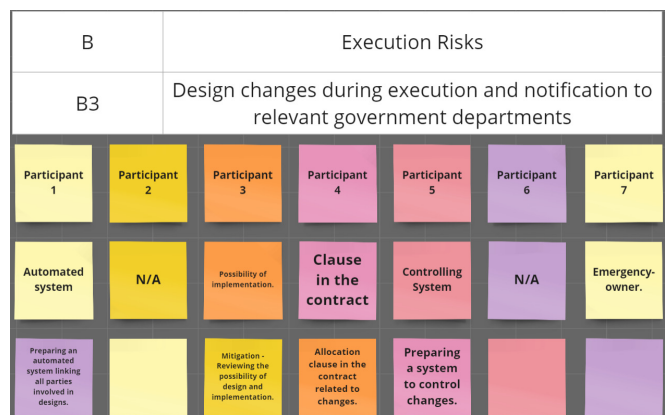 B
Execution Risks
B3
Design changes during execution and notification to
relevant government departments
Participant
1
Participant
2
Participant
3
Participant
4
Participant
5
Participant
6
Participant
7
Automated
system
N/A
Possibility of
implementation.
Clause
in the
contract
Controlling
System
N/A
Emergency-
owner.
Preparing an
automated
system linking
all parties
involved in
designs.
Mitigation -
Reviewing the
possibility of
design and
implementation.
Allocation
clause in the
contract
related to
changes.
Preparing
a system
to control
changes.